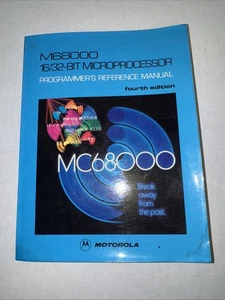 M68000
16/32-BIT MICROPROCESSOR
PROGRAMMER'S REFERENCE MANUAL
fourth edition
MC68000
Break
away
from
the past.
MOTOROLA